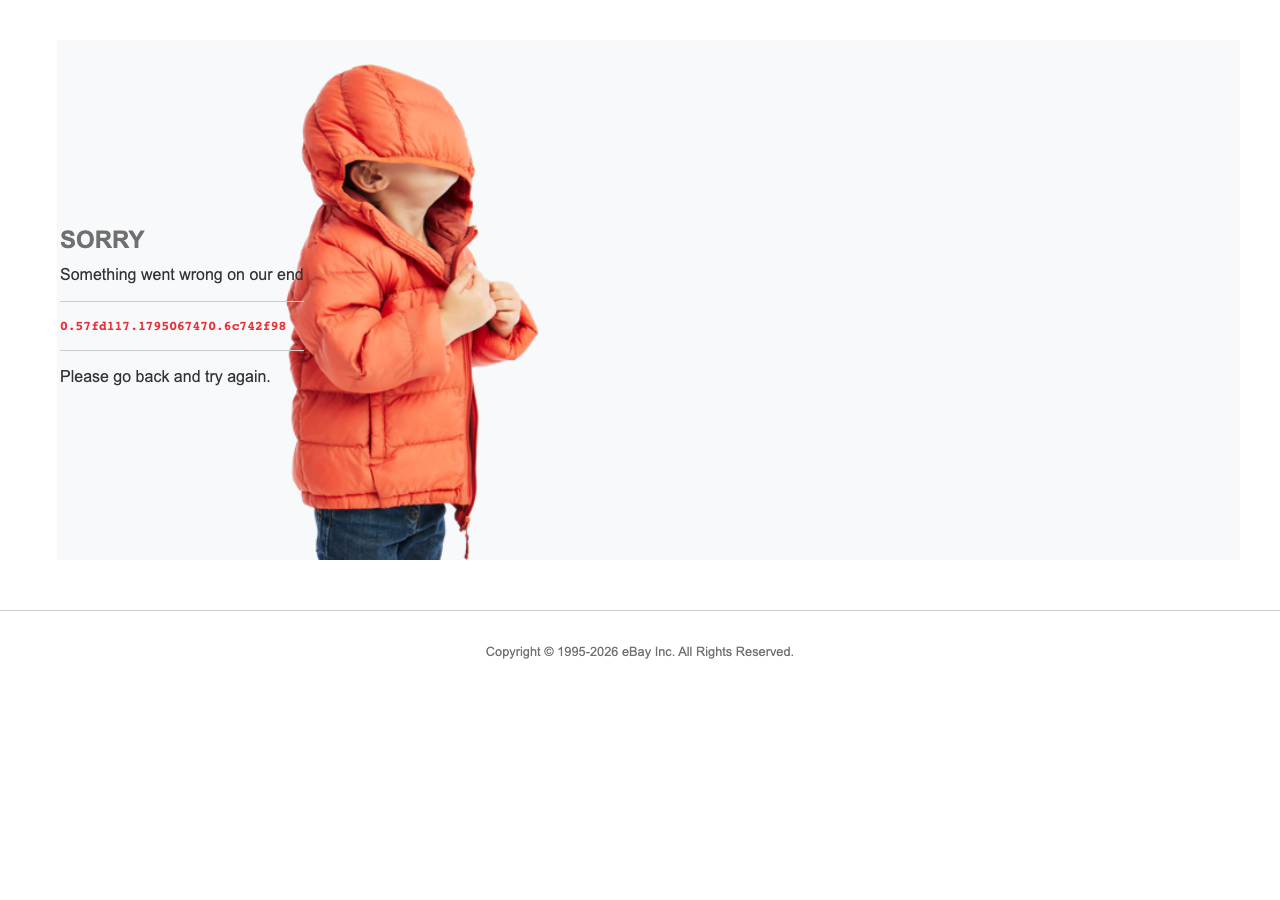 SORRY
Something went wrong on our end
0.57fd117.1795067470.6c742f98
Please go back and try again.
Copyright © 1995-2026 eBay Inc. All Rights Reserved.